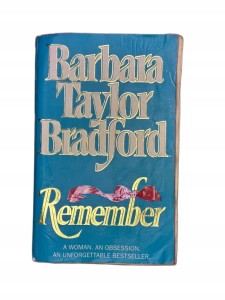 Barbara
Taylor
Bradford
Remember
A WOMAN. AN OBSESSION.
AN UNFORGETTABLE BESTSELLER.